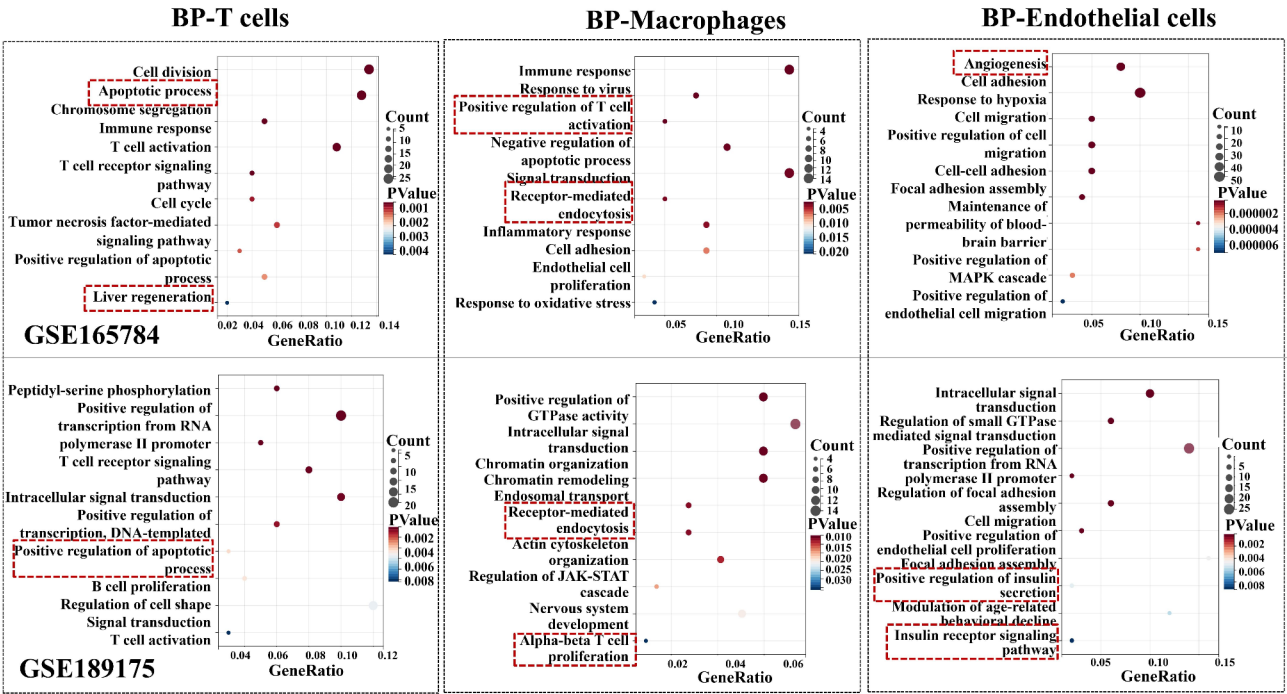 BP-T cells
BP-Macrophages
BP-Endothelial cells
Cell division
Apoptotic process
Chromosome segregation
Immune response
T cell activation
T cell receptor signaling
pathway
Cell cycle
Tumor necrosis factor-mediated
signaling pathway
Positive regulation of apoptotic
process
Liver regeneration
Count
5
10
15
20
25
PValue
0.001
0.002
0.003
0.004
0.02 0.04 0.06 0.08 0.10 0.12 0.14
GeneRatio
GSE165784
Immune response
Response to virus
Positive regulation of T cell
activation
Negative regulation of
apoptotic process
Signal transduction
Receptor-mediated
endocytosis
Inflammatory response
Cell adhesion
Endothelial cell
proliferation
Response to oxidative stress
Count
4
6
8
10
12
14
PValue
0.005
0.010
0.015
0.020
0.05 0.10 0.15
GeneRatio
Angiogenesis
Cell adhesion
Response to hypoxia
Cell migration
Positive regulation of cell
migration
Cell-cell adhesion
Focal adhesion assembly
Maintenance of
permeability of blood-
brain barrier
Positive regulation of
MAPK cascade
Positive regulation of
endothelial cell migration
Count
10
20
30
40
50
PValue
0.000002
0.000004
0.000006
0.05 0.10 0.15
GeneRatio
Peptidyl-serine phosphorylation
Positive regulation of
transcription from RNA
polymerase II promoter
T cell receptor signaling
pathway
Intracellular signal transduction
Positive regulation of
transcription, DNA-templated
Positive regulation of apoptotic
process
B cell proliferation
Regulation of cell shape
Signal transduction
T cell activation
Count
5
10
15
20
PValue
0.002
0.004
0.006
0.008
0.04 0.06 0.08 0.10 0.12
GeneRatio
GSE189175
Positive regulation of
GTPase activity
Intracellular signal
transduction
Chromatin organization
Chromatin remodeling
Endosomal transport
Receptor-mediated
endocytosis
Actin cytoskeleton
organization
Regulation of JAK-STAT
cascade
Nervous system
development
Alpha-beta T cell
proliferation
Count
4
6
8
10
12
14
PValue
0.010
0.015
0.020
0.025
0.030
0.02 0.04 0.06
GeneRatio
Intracellular signal
transduction
Regulation of small GTPase
mediated signal transduction
Positive regulation of
transcription from RNA
polymerase II promoter
Regulation of focal adhesion
assembly
Cell migration
Positive regulation of
endothelial cell proliferation
Focal adhesion assembly
Positive regulation of insulin
secretion
Modulation of age-related
behavioral decline
Insulin receptor signaling
pathway
Count
5
10
15
20
25
PValue
0.002
0.004
0.006
0.008
0.05 0.10 0.15
GeneRatio